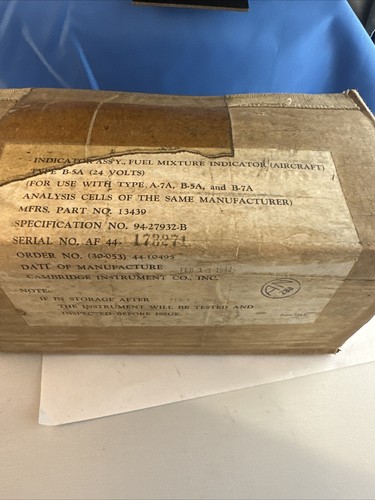 INDICATOR ASS'Y., FUEL MIXTURE INDICATOR (AIRCRAFT)
TYPE B-5A (24 VOLTS)
(FOR USE WITH TYPE A-7A, B-5A, and B-7A
ANALYSIS CELLS OF THE SAME MANUFACTURER)
MFRS. PART NO. 13439
SPECIFICATION NO. 94-27932-B
SERIAL NO. AF 44- 173271
ORDER NO. (30-053) 44-10495
DATE OF MANUFACTURE FEB
CAMBRIDGE INSTRUMENT CO., INC.
NOTE:
IF IN STORAGE AFTER
THE INSTRUMENT WILL BE TESTED AND
INSPECTED BEFORE ISSUE.